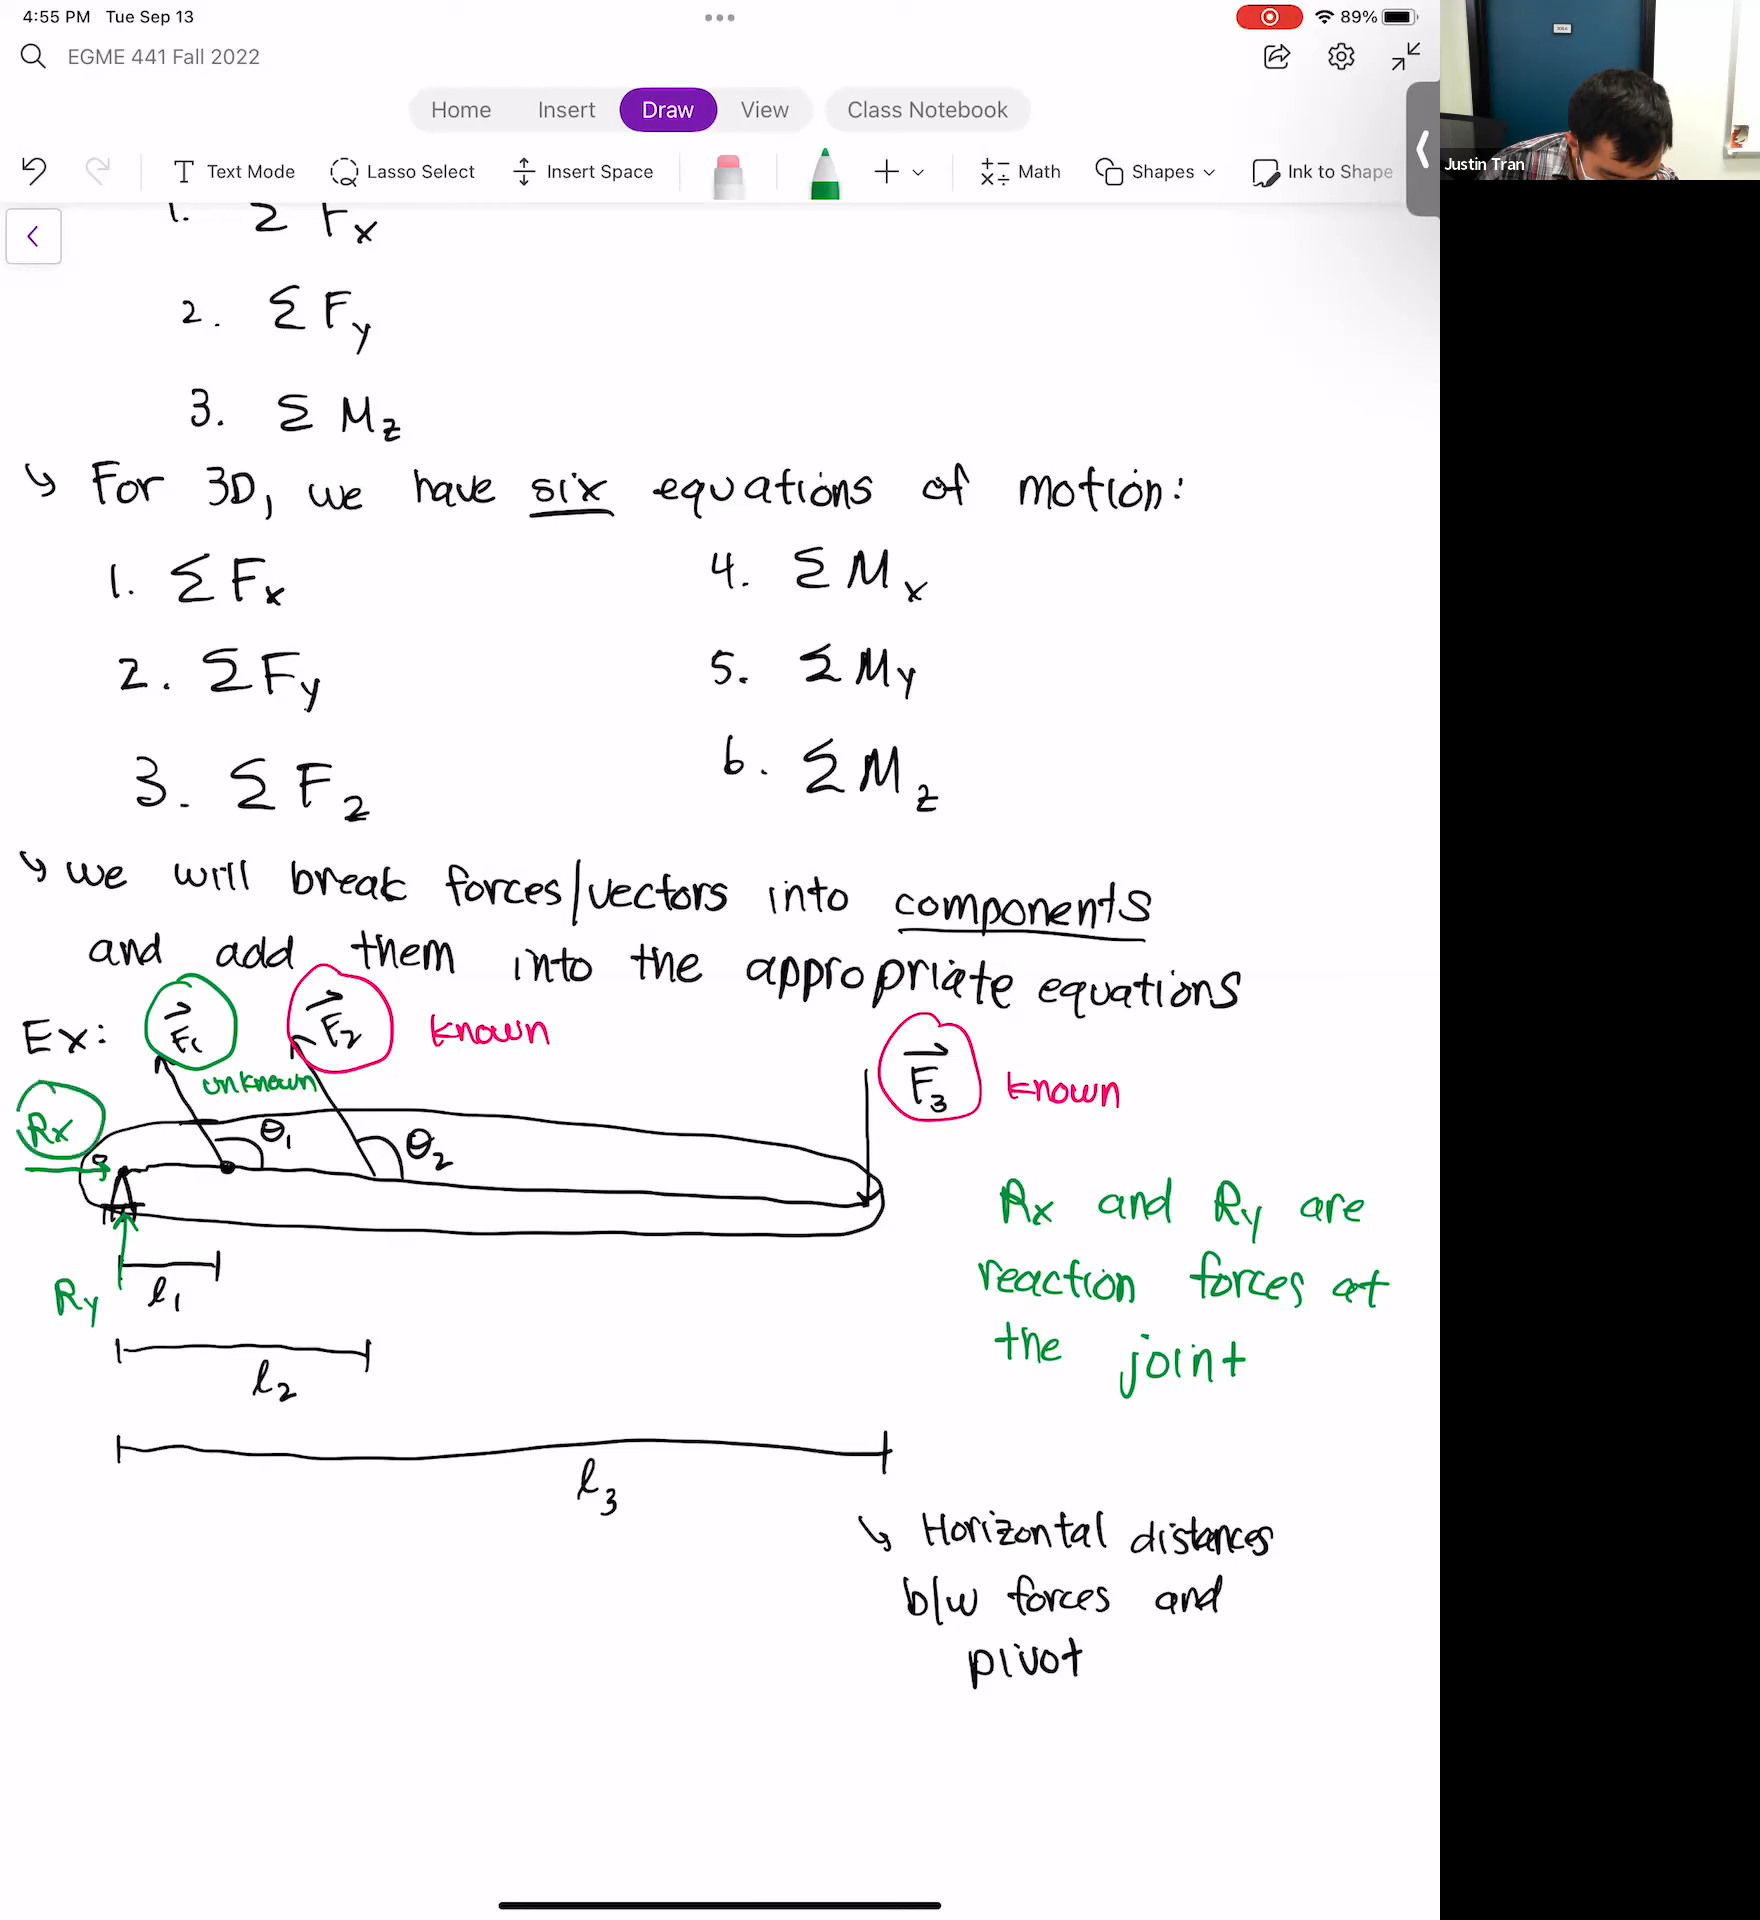 4:55 PM Tue Sep 13
89%
EGME 441 Fall 2022
Home Insert Draw View Class Notebook
Text Mode Lasso Select Insert Space Math Shapes Ink to Shape
Justin Tran
1. Σ Fx
2. Σ Fy
3. Σ Mz
↳ For 3D, we have six equations of motion:
1. Σ Fx
4. Σ Mx
2. Σ Fy
5. Σ My
3. Σ Fz
6. Σ Mz
↳ we will break forces/vectors into components
and add them into the appropriate equations
Ex:
F₁
F₂
known
unknown
F₃
known
Rx
θ₁
θ₂
Ry
l₁
l₂
l₃
Rx and Ry are
reaction forces at
the joint
↳ Horizontal distances
b/w forces and
pivot